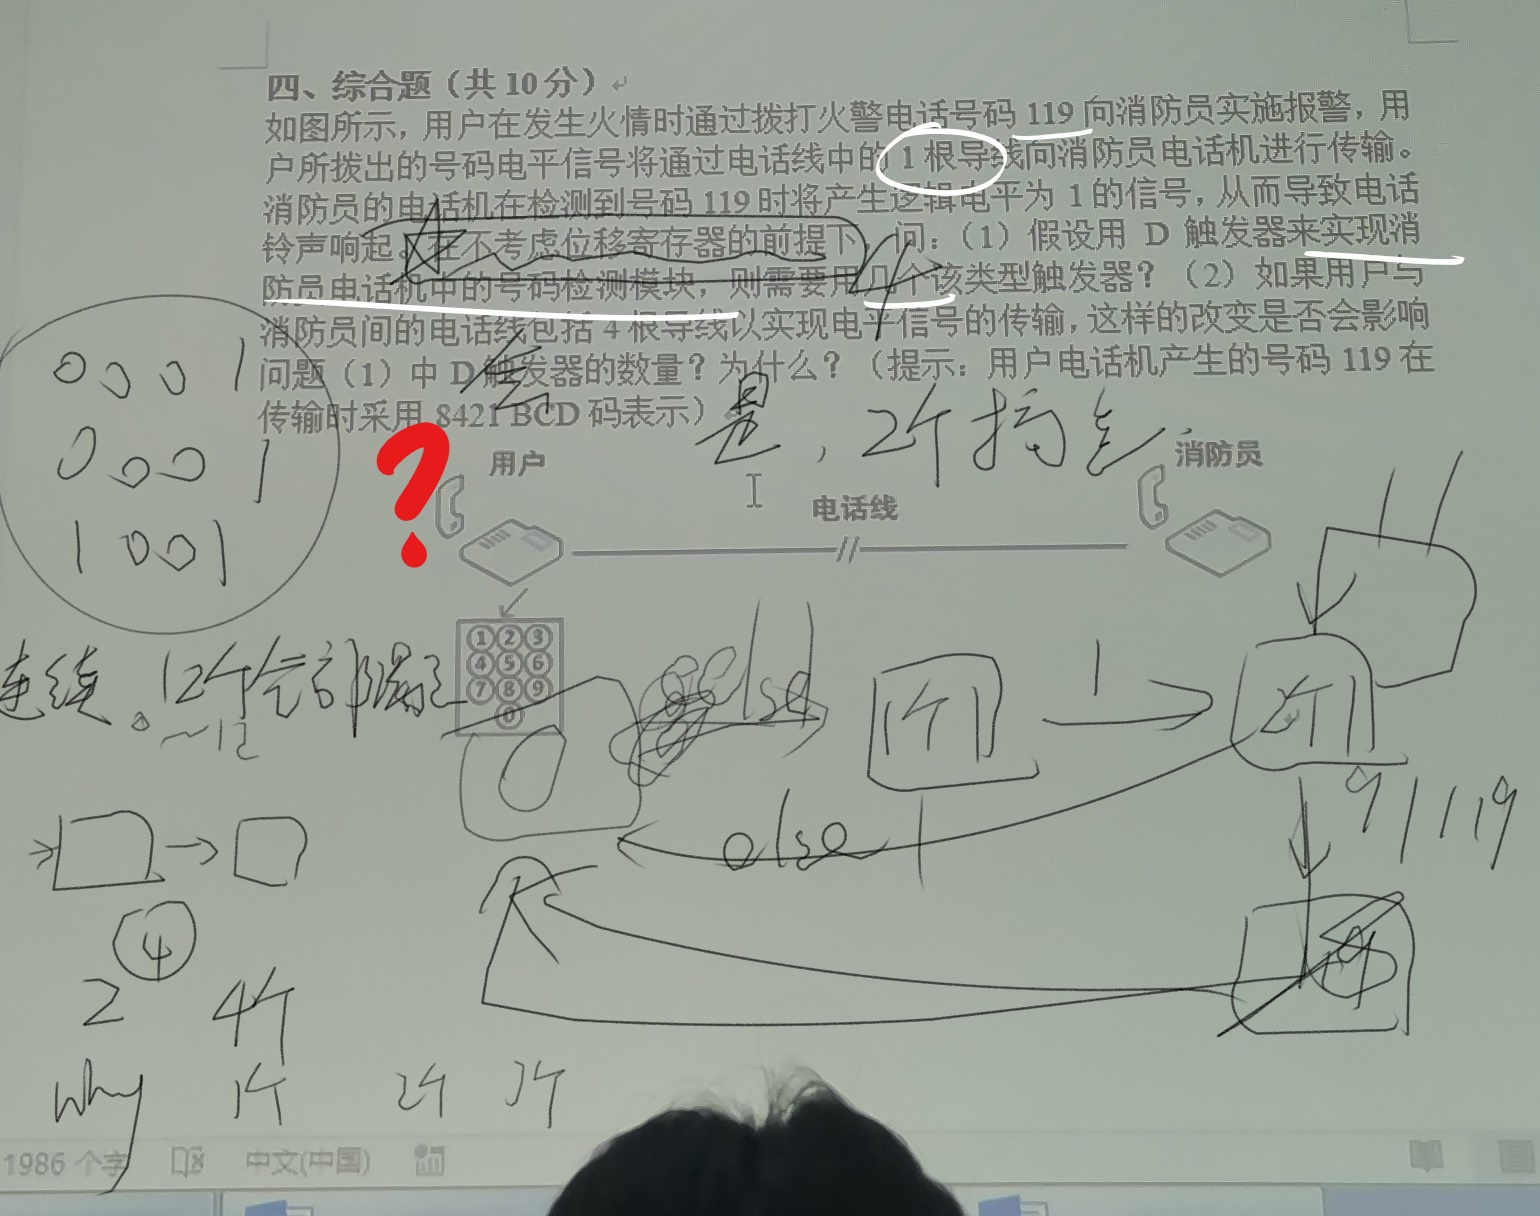 四、综合题（共 10 分）
如图所示，用户在发生火情时通过拨打火警电话号码 119 向消防员实施报警，用
户所拨出的号码电平信号将通过电话线中的 1 根导线向消防员电话机进行传输。
消防员的电话机在检测到号码 119 时将产生逻辑电平为 1 的信号，从而导致电话
铃声响起。在不考虑位移寄存器的前提下，问：（1）假设用 D 触发器来实现消
防员电话机中的号码检测模块，则需要用几个该类型触发器？（2）如果用户与
消防员间的电话线包括 4 根导线以实现电平信号的传输，这样的改变是否会影响
问题（1）中 D 触发器的数量？为什么？（提示：用户电话机产生的号码 119 在
传输时采用 8421 BCD 码表示）
4
会
是，2个搞定
0001
0001
1001
?
用户
电话线
消防员
1 2 3
4 5 6
7 8 9
0
连续。12个全部
~12
0
else
1个1
1
2个1
9
119
else
4
2
4个
why
1个
2个
3个
1986 个字
中文(中国)